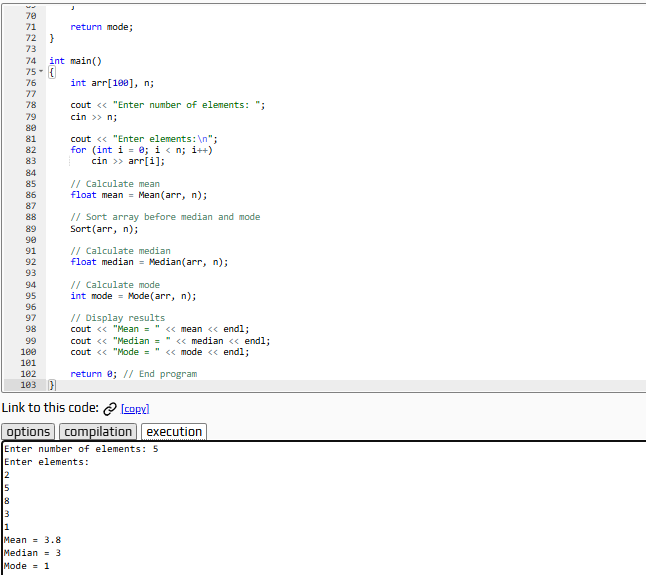 70
71 return mode;
72 }
73
74 int main()
75 {
76 int arr[100], n;
77
78 cout << "Enter number of elements: ";
79 cin >> n;
80
81 cout << "Enter elements:\n";
82 for (int i = 0; i < n; i++)
83 cin >> arr[i];
84
85 // Calculate mean
86 float mean = Mean(arr, n);
87
88 // Sort array before median and mode
89 Sort(arr, n);
90
91 // Calculate median
92 float median = Median(arr, n);
93
94 // Calculate mode
95 int mode = Mode(arr, n);
96
97 // Display results
98 cout << "Mean = " << mean << endl;
99 cout << "Median = " << median << endl;
100 cout << "Mode = " << mode << endl;
101
102 return 0; // End program
103 }
Link to this code: [copy]
options compilation execution
Enter number of elements: 5
Enter elements:
2
5
8
3
1
Mean = 3.8
Median = 3
Mode = 1